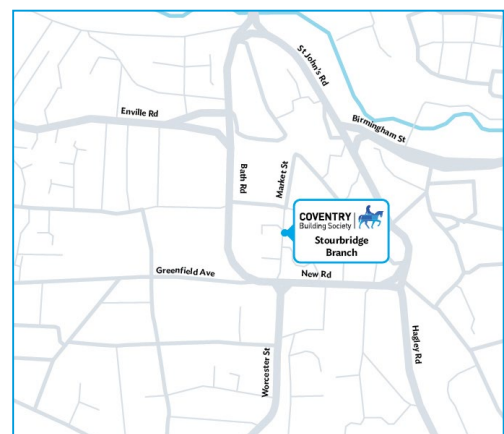 St John's Rd
Enville Rd
Birmingham St
Bath Rd
Market St
COVENTRY
Building Society
Stourbridge
Branch
Greenfield Ave
New Rd
Worcester St
Hagley Rd